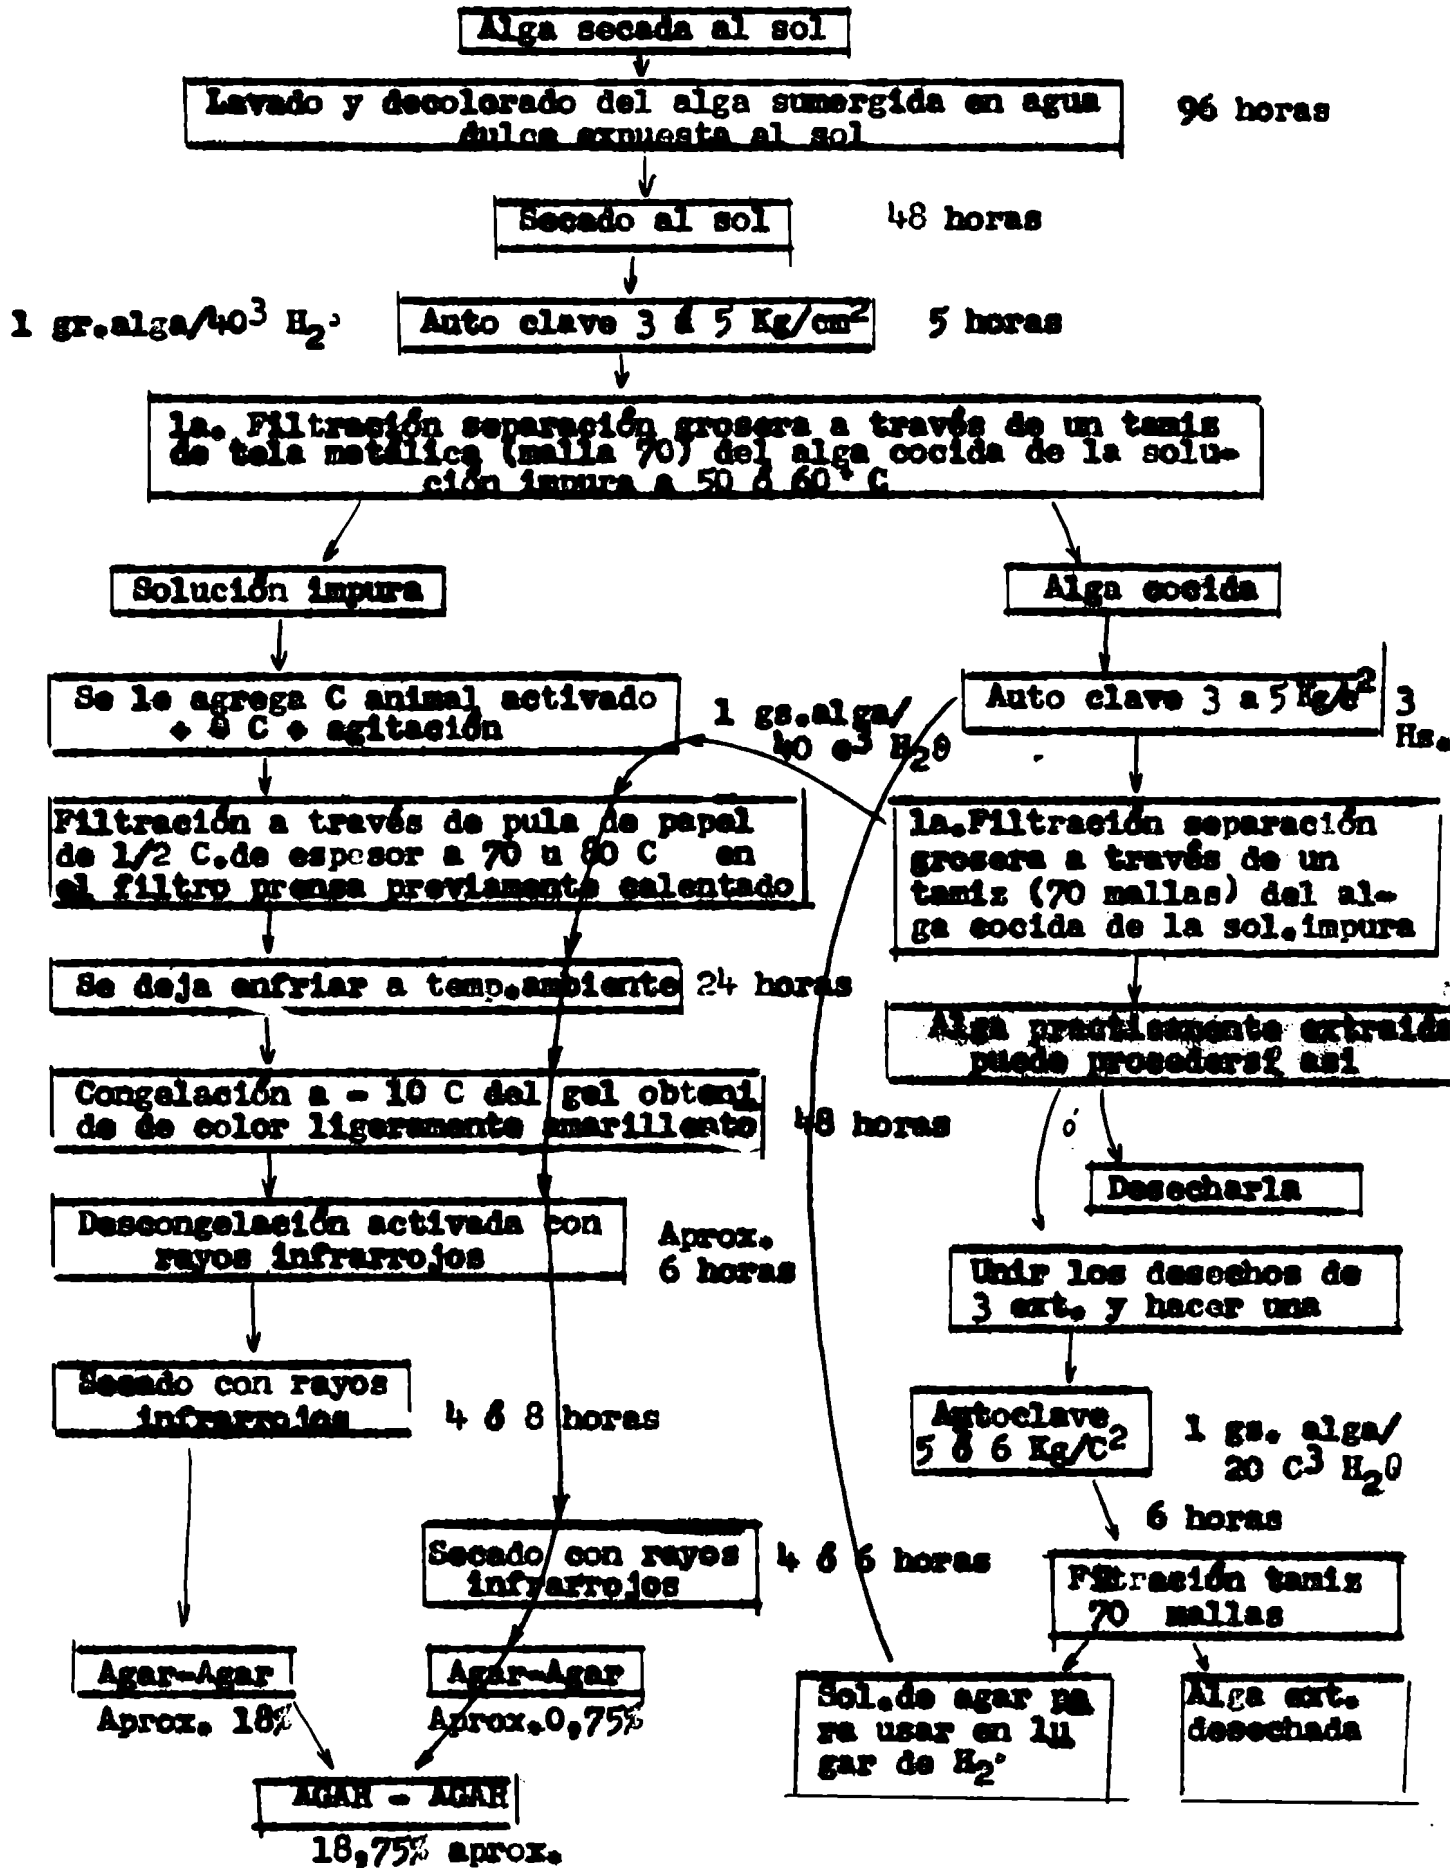 Alga secada al sol
Lavado y decolorado del alga sumergida en agua
dulce expuesta al sol
96 horas
Secado al sol
48 horas
1 gr.alga/40³ H₂
Auto clave 3 á 5 Kg/cm²
5 horas
1a. Filtración separación grosera a través de un tamiz
de tela metálica (malla 70) del alga cocida de la solu-
ción impura a 50 ó 60° C
Solución impura
Alga cocida
Se le agrega C animal activado
+ C + agitación
1 gs.alga/
40 c³ H₂O
Auto clave 3 a 5 Kg/c²
3
Hs.
Filtración a través de pula de papel
de 1/2 C.de espesor a 70 u 80 C en
el filtro prensa previamente calentado
1a.Filtración separación
grosera a través de un
tamiz (70 mallas) del al-
ga cocida de la sol.impura
Se deja enfriar a temp.ambiente
24 horas
Alga practicamente extraida
puede procederse asi
Congelación a - 10 C del gel obteni
do de color ligeramente amarillento
48 horas
ó
Desecharla
Descongelación activada con
rayos infrarrojos
Aprox.
6 horas
Unir los desechos de
3 ext. y hacer una
Secado con rayos
infrarrojos
4 ó 8 horas
Autoclave
5 ó 6 Kg/C²
1 gs. alga/
20 C³ H₂O
6 horas
Secado con rayos
infrarrojos
4 ó 6 horas
Filtración tamiz
70 mallas
Agar-Agar
Aprox. 18%
Agar-Agar
Aprox.0,75%
Sol.de agar pa
ra usar en lu
gar de H₂
Alga ext.
desechada
AGAR - AGAR
18,75% aprox.